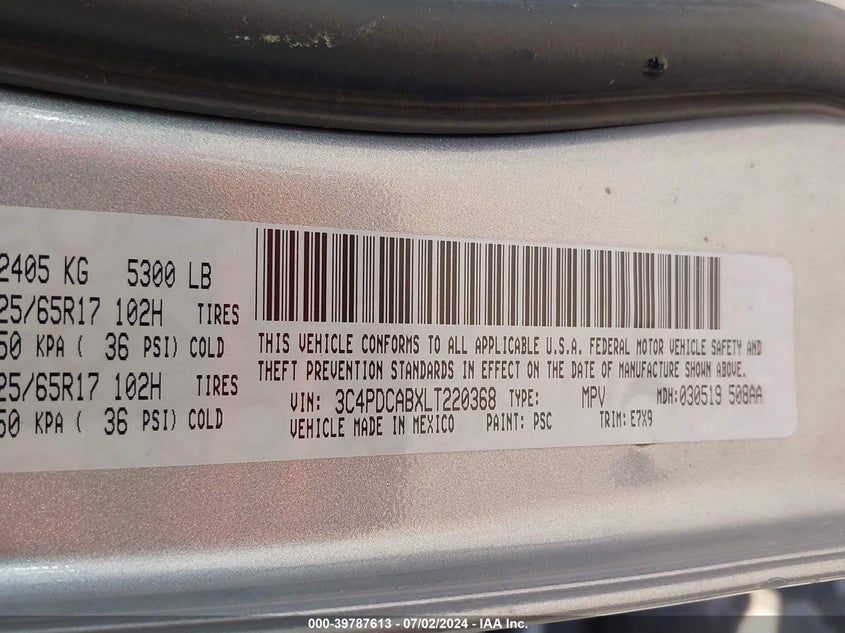 2405 KG 5300 LB
25/65R17 102H TIRES
50 KPA ( 36 PSI) COLD
25/65R17 102H TIRES
50 KPA ( 36 PSI) COLD
THIS VEHICLE CONFORMS TO ALL APPLICABLE U.S.A. FEDERAL MOTOR VEHICLE SAFETY AND
THEFT PREVENTION STANDARDS IN EFFECT ON THE DATE OF MANUFACTURE SHOWN ABOVE.
VIN: 3C4PDCABXLT220368 TYPE: MPV MDH:030519 508AA
VEHICLE MADE IN MEXICO PAINT: PSC TRIM: E7X9
000-39787613 - 07/02/2024 - IAA Inc.